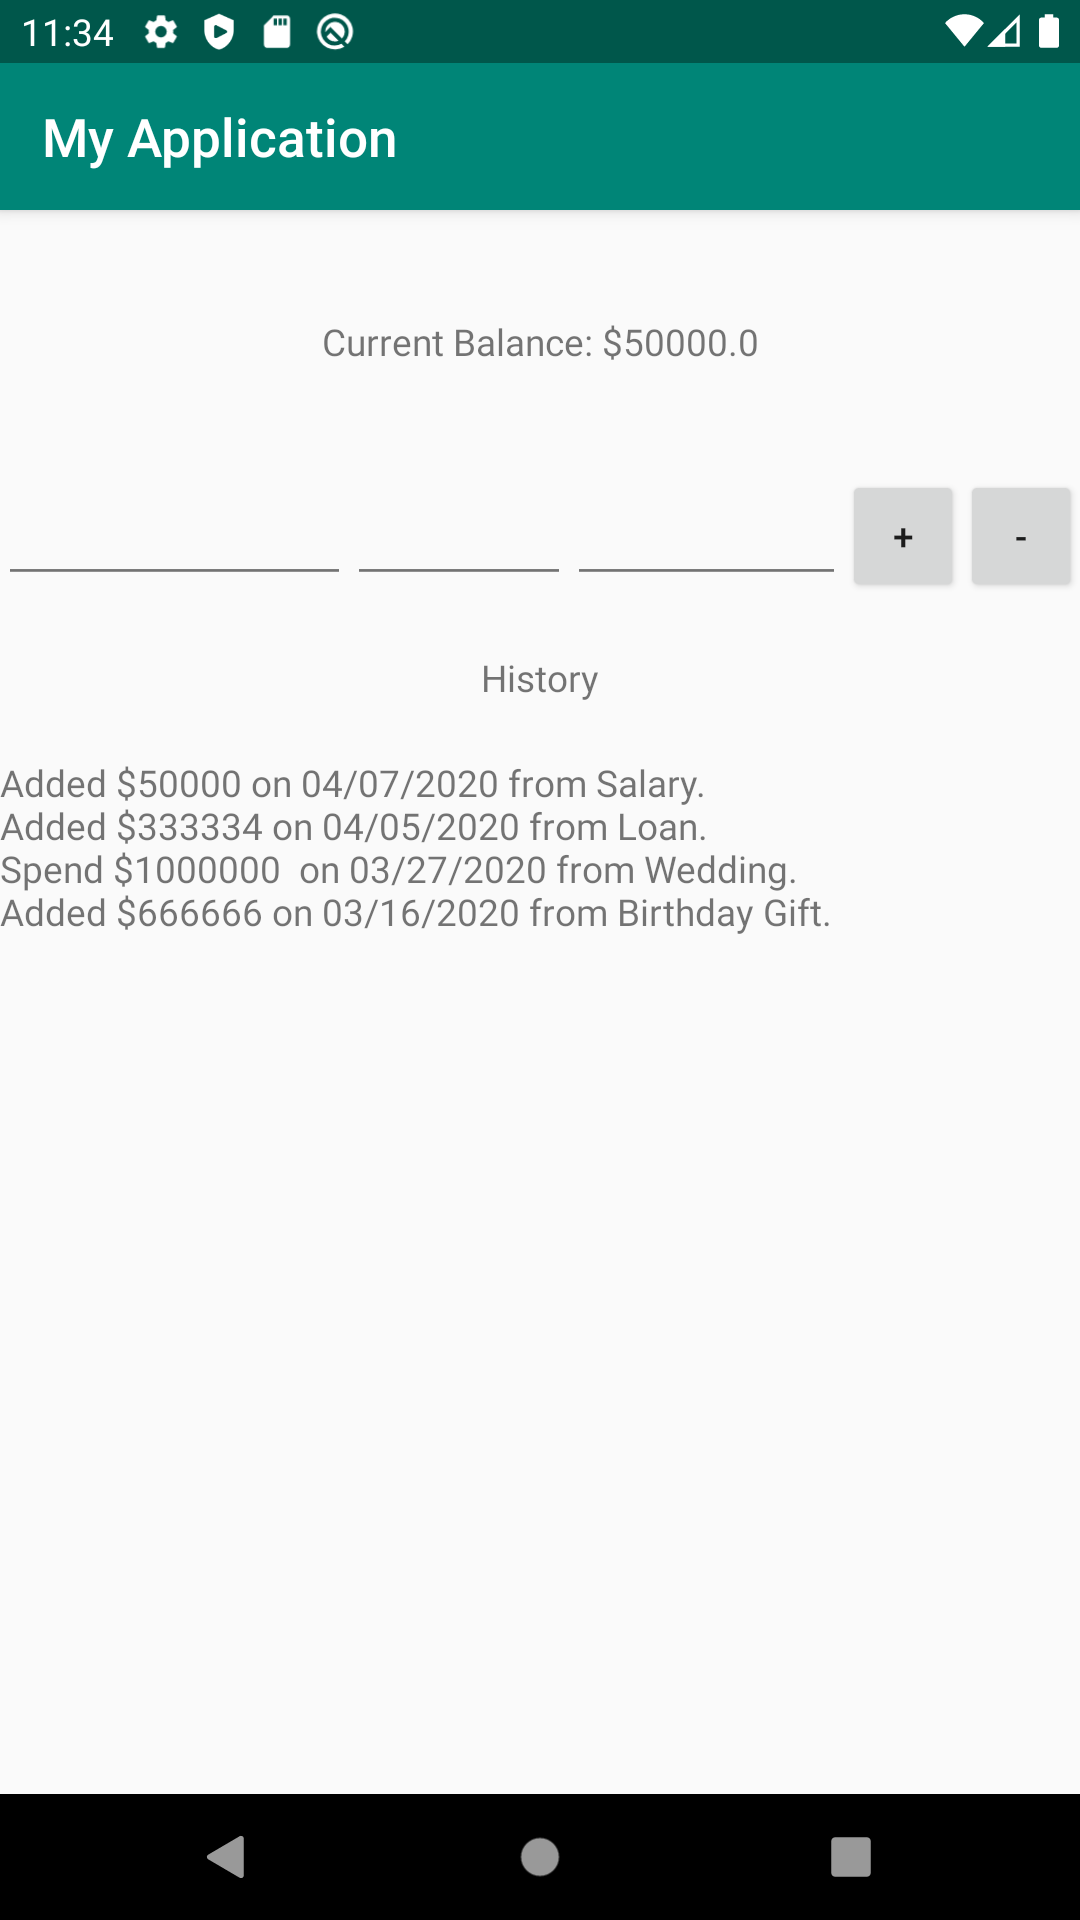 11:34
My Application
Current Balance: $50000.0
+ -
History
Added $50000 on 04/07/2020 from Salary.
Added $333334 on 04/05/2020 from Loan.
Spend $1000000  on 03/27/2020 from Wedding.
Added $666666 on 03/16/2020 from Birthday Gift.